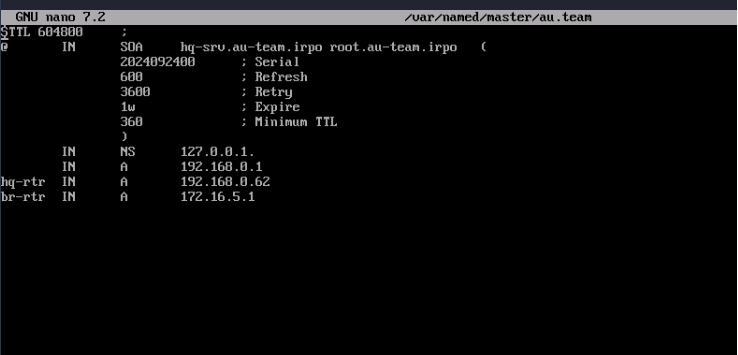 GNU nano 7.2 /var/named/master/au.team
$TTL 604800 ;
@ IN SOA hq-srv.au-team.irpo root.au-team.irpo (
2024092400 ; Serial
600 ; Refresh
3600 ; Retry
1w ; Expire
360 ; Minimum TTL
)
IN NS 127.0.0.1.
IN A 192.168.0.1
hq-rtr IN A 192.168.0.62
br-rtr IN A 172.16.5.1